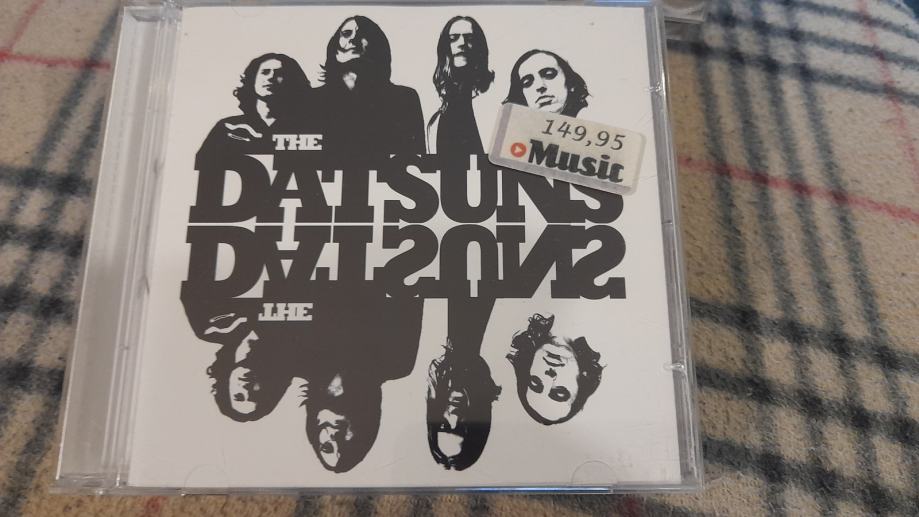 THE
DATSUNS
149,95
Music
DATSUNS
THE